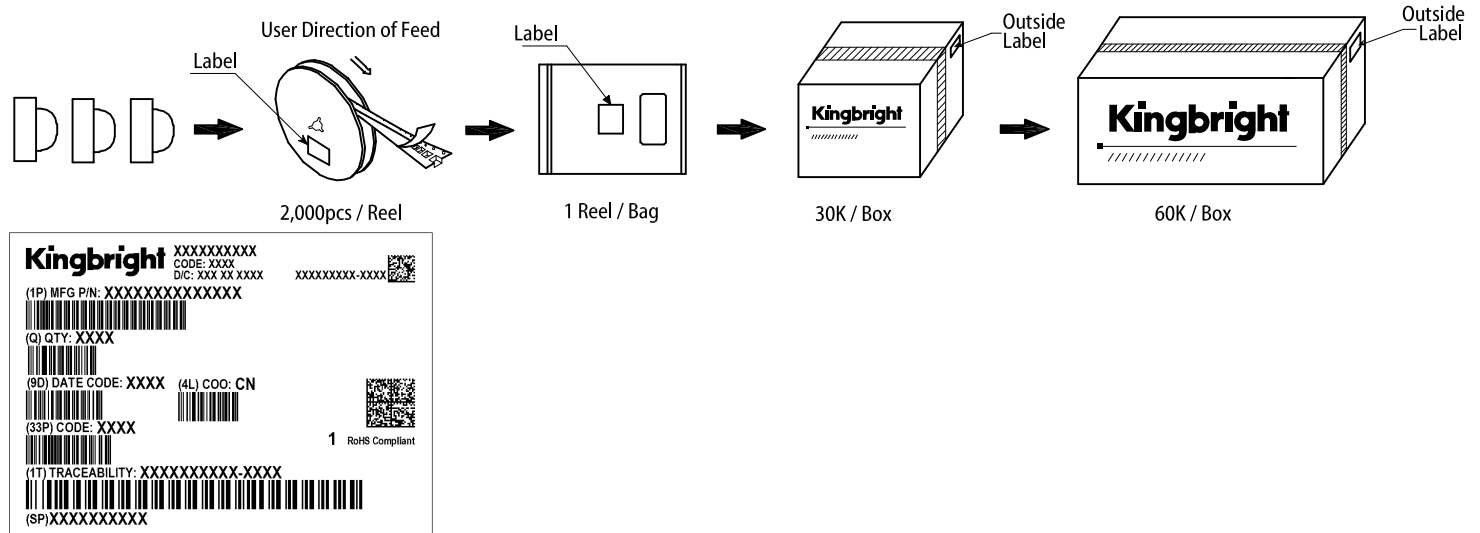 User Direction of Feed
Label
Label
Outside
Label
Outside
Label
Kingbright
Kingbright
2,000pcs / Reel
1 Reel / Bag
30K / Box
60K / Box
Kingbright XXXXXXXXXX
CODE: XXXX
D/C: XXX XX XXXX XXXXXXXXX-XXXX
(1P) MFG P/N: XXXXXXXXXXXXXX
(Q) QTY: XXXX
(9D) DATE CODE: XXXX (4L) COO: CN
(33P) CODE: XXXX
1 RoHS Compliant
(1T) TRACEABILITY: XXXXXXXXXX-XXXX
(SP)XXXXXXXXXX